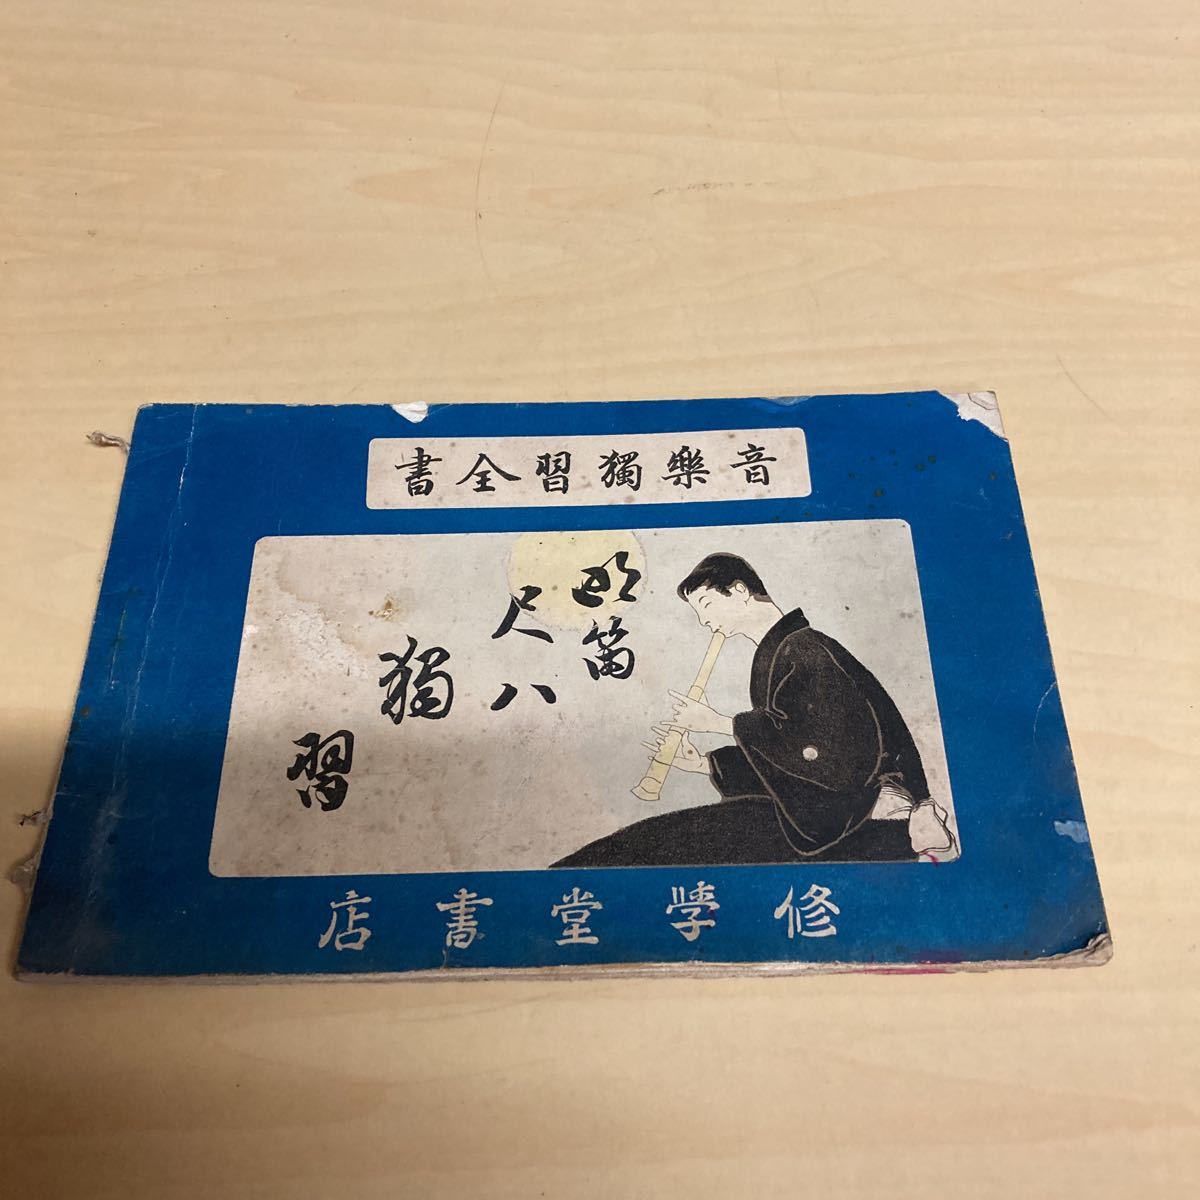 音樂獨習全書
明笛
尺八
獨習
修學堂書店